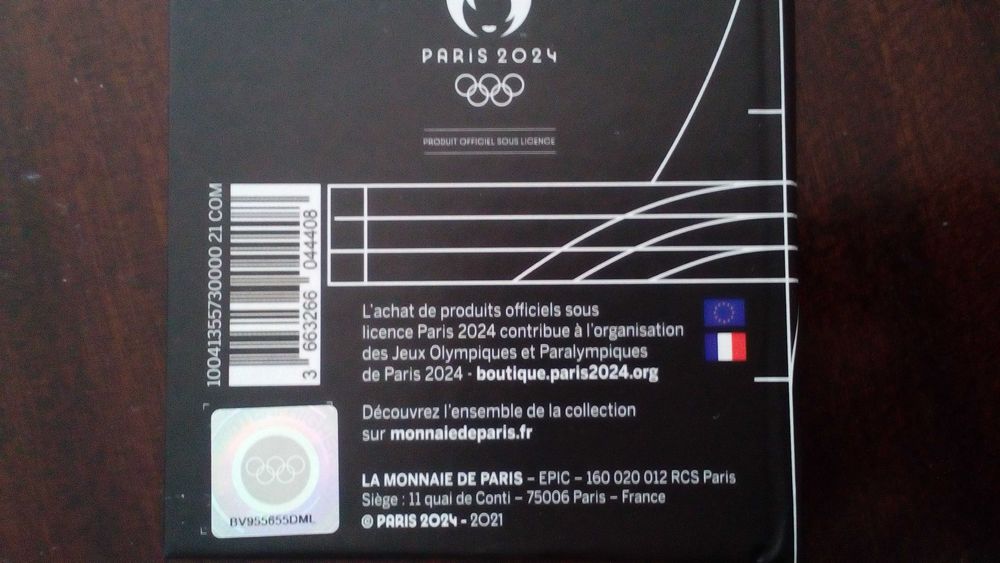 PARIS 2024
PRODUIT OFFICIEL SOUS LICENCE
10041355730000 21 COM
3 663266 044408
L'achat de produits officiels sous
licence Paris 2024 contribue à l'organisation
des Jeux Olympiques et Paralympiques
de Paris 2024 - boutique.paris2024.org
Découvrez l'ensemble de la collection
sur monnaiedeparis.fr
BV955655DML
LA MONNAIE DE PARIS – EPIC – 160 020 012 RCS Paris
Siège : 11 quai de Conti – 75006 Paris – France
© PARIS 2024 - 2021